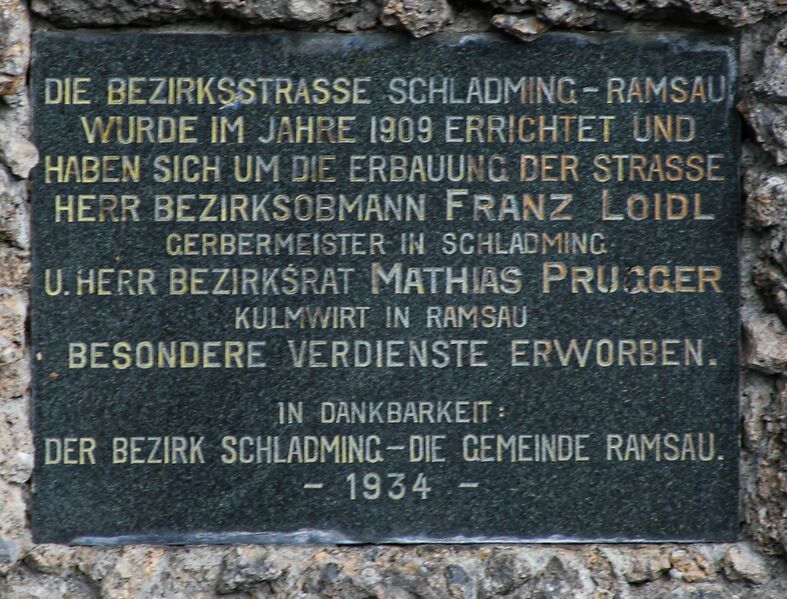 DIE BEZIRKSSTRASSE SCHLADMING – RAMSAU
WURDE IM JAHRE 1909 ERRICHTET UND
HABEN SICH UM DIE ERBAUUNG DER STRASSE
HERR BEZIRKSOBMANN FRANZ LOIDL
GERBERMEISTER IN SCHLADMING
U. HERR BEZIRKSRAT MATHIAS PRUGGER
KULMWIRT IN RAMSAU
BESONDERE VERDIENSTE ERWORBEN.
IN DANKBARKEIT:
DER BEZIRK SCHLADMING – DIE GEMEINDE RAMSAU.
– 1934 –